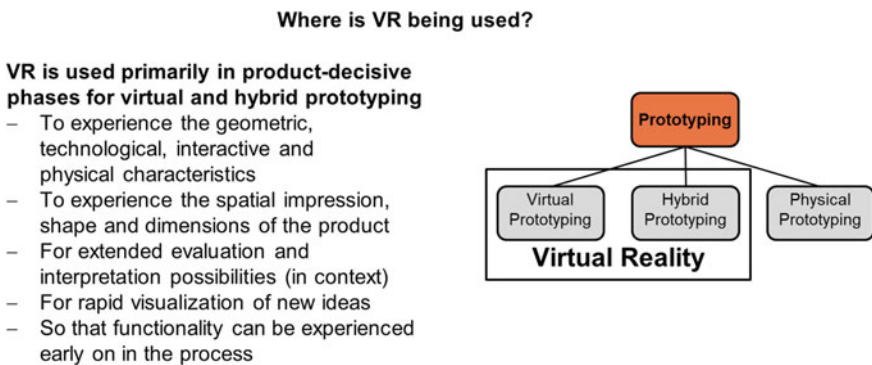 Where is VR being used?
VR is used primarily in product-decisive
phases for virtual and hybrid prototyping
– To experience the geometric,
technological, interactive and
physical characteristics
– To experience the spatial impression,
shape and dimensions of the product
– For extended evaluation and
interpretation possibilities (in context)
– For rapid visualization of new ideas
– So that functionality can be experienced
early on in the process
Prototyping
Virtual
Prototyping
Hybrid
Prototyping
Physical
Prototyping
Virtual Reality